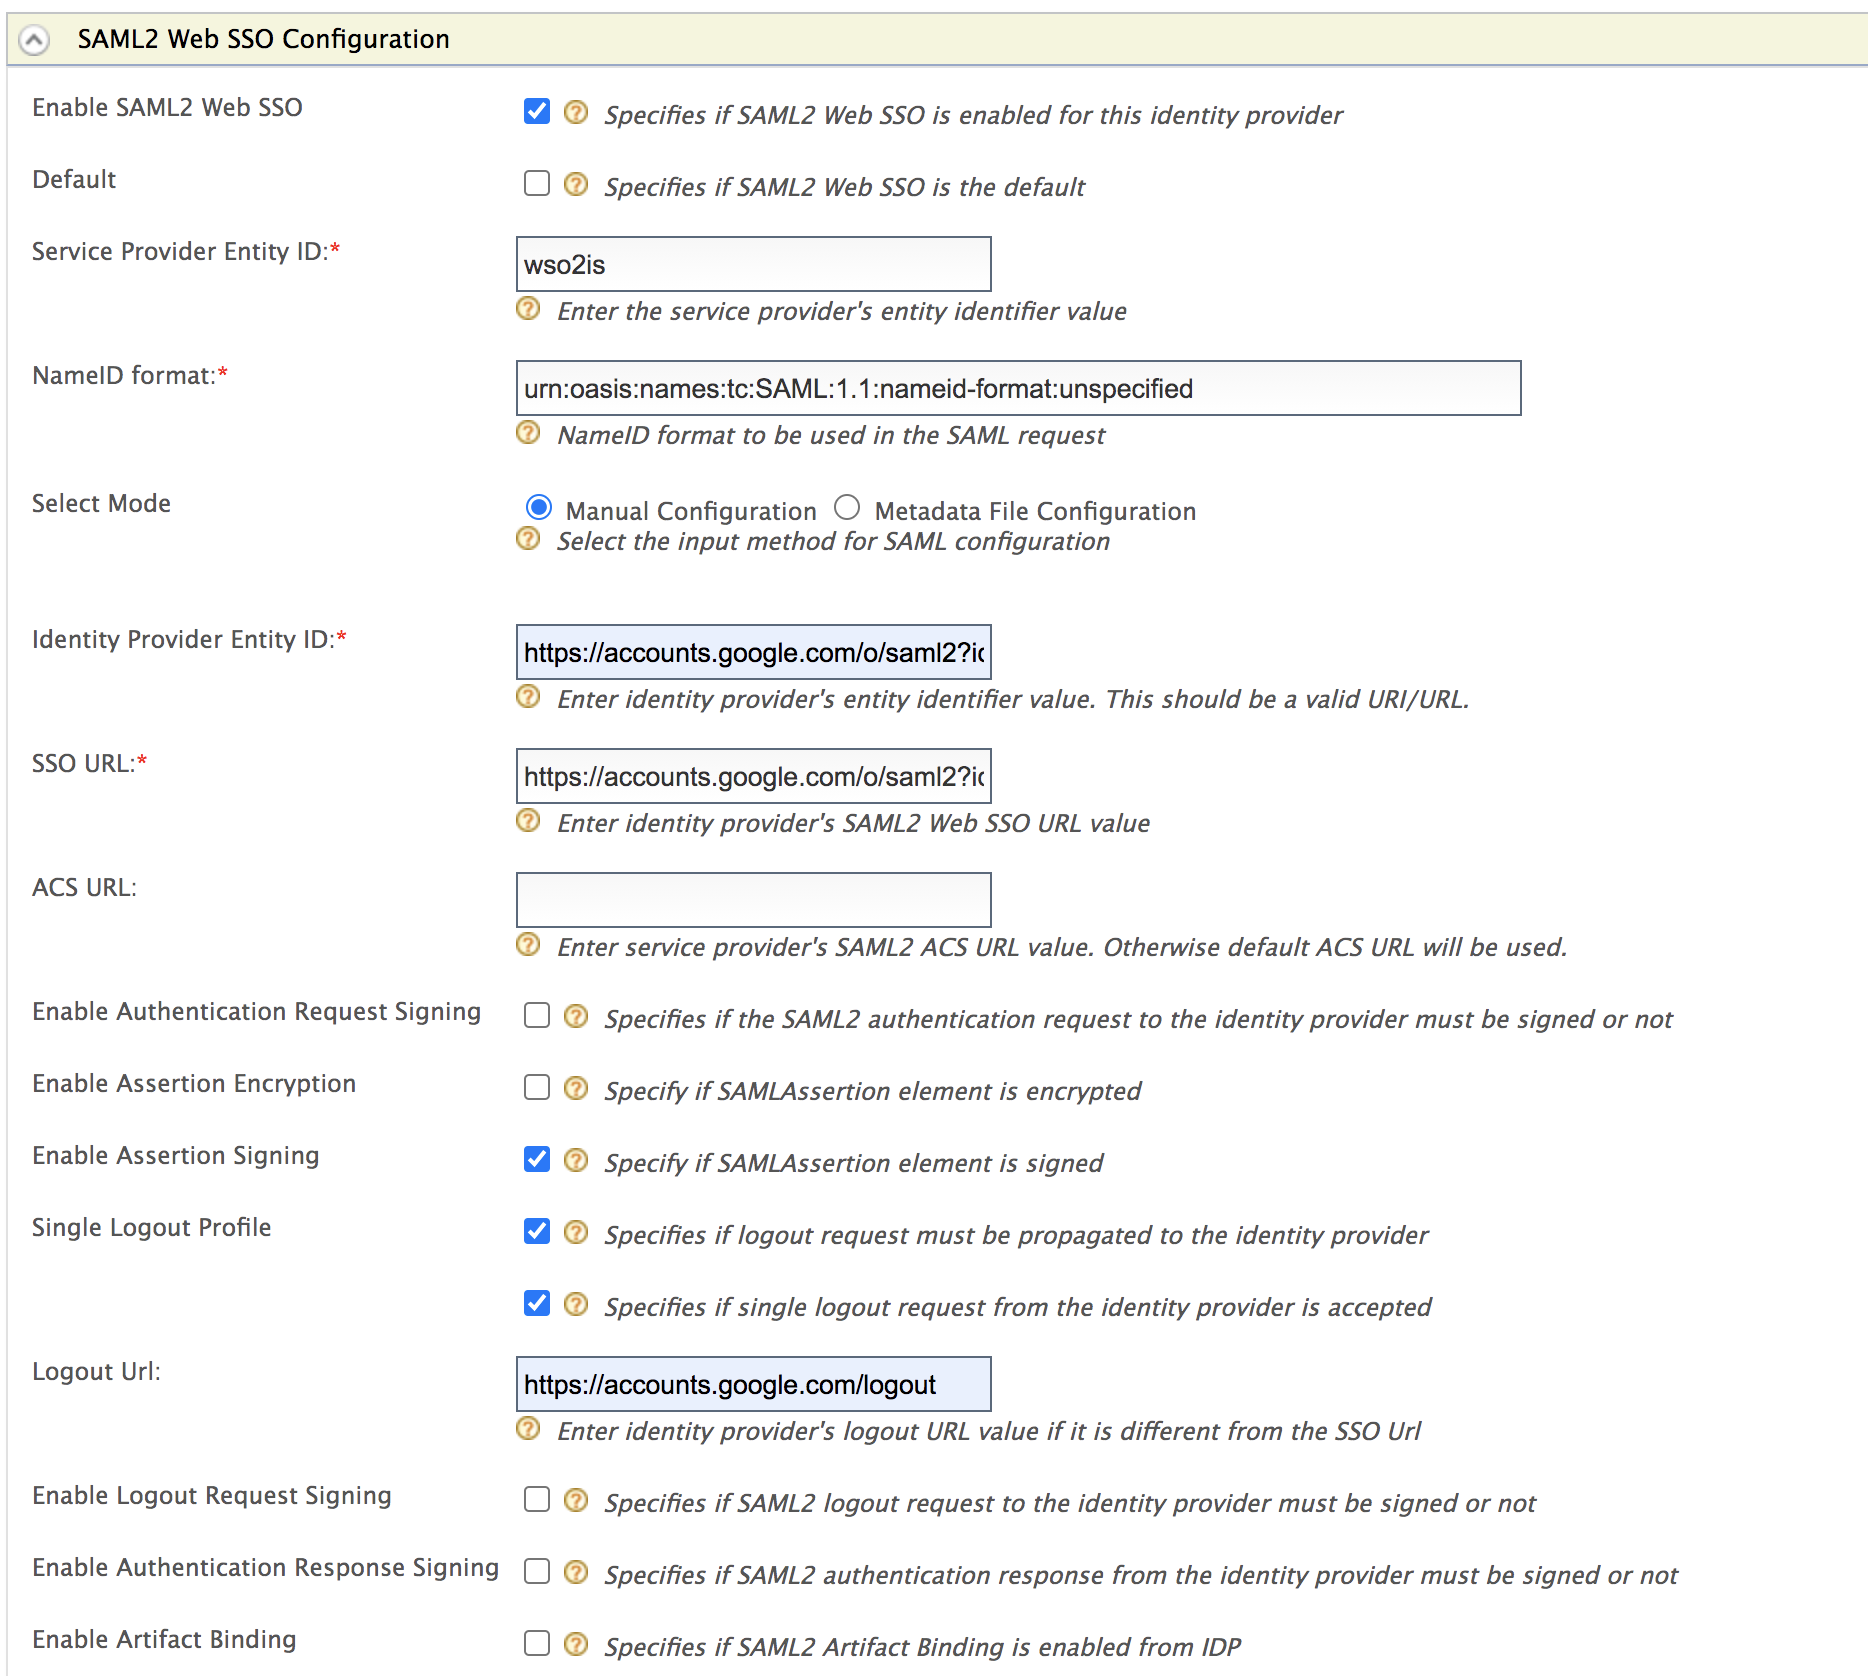 SAML2 Web SSO Configuration
Enable SAML2 Web SSO
Specifies if SAML2 Web SSO is enabled for this identity provider
Default
Specifies if SAML2 Web SSO is the default
Service Provider Entity ID:*
wso2is
Enter the service provider's entity identifier value
NameID format:*
urn:oasis:names:tc:SAML:1.1:nameid-format:unspecified
NameID format to be used in the SAML request
Select Mode
Manual Configuration Metadata File Configuration
Select the input method for SAML configuration
Identity Provider Entity ID:*
https://accounts.google.com/o/saml2?ic
Enter identity provider's entity identifier value. This should be a valid URI/URL.
SSO URL:*
https://accounts.google.com/o/saml2?ic
Enter identity provider's SAML2 Web SSO URL value
ACS URL:
Enter service provider's SAML2 ACS URL value. Otherwise default ACS URL will be used.
Enable Authentication Request Signing
Specifies if the SAML2 authentication request to the identity provider must be signed or not
Enable Assertion Encryption
Specify if SAMLAssertion element is encrypted
Enable Assertion Signing
Specify if SAMLAssertion element is signed
Single Logout Profile
Specifies if logout request must be propagated to the identity provider
Specifies if single logout request from the identity provider is accepted
Logout Url:
https://accounts.google.com/logout
Enter identity provider's logout URL value if it is different from the SSO Url
Enable Logout Request Signing
Specifies if SAML2 logout request to the identity provider must be signed or not
Enable Authentication Response Signing
Specifies if SAML2 authentication response from the identity provider must be signed or not
Enable Artifact Binding
Specifies if SAML2 Artifact Binding is enabled from IDP